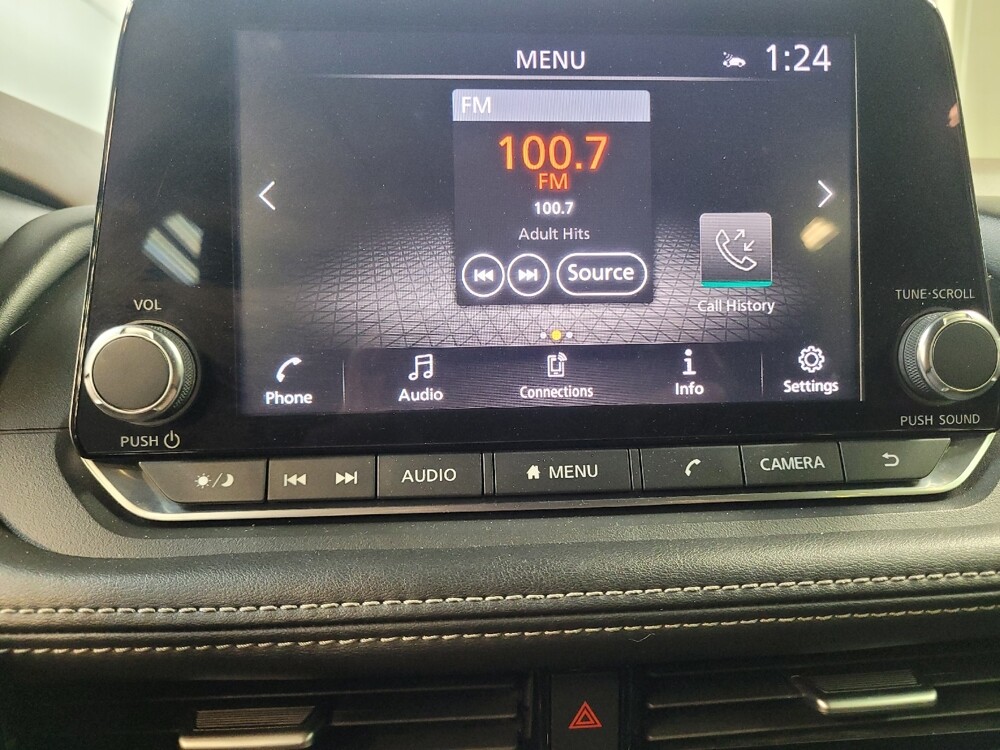 MENU
1:24
FM
100.7
FM
100.7
Adult Hits
Source
Call History
VOL
TUNE·SCROLL
Phone
Audio
Connections
Info
Settings
PUSH
PUSH SOUND
AUDIO
MENU
CAMERA